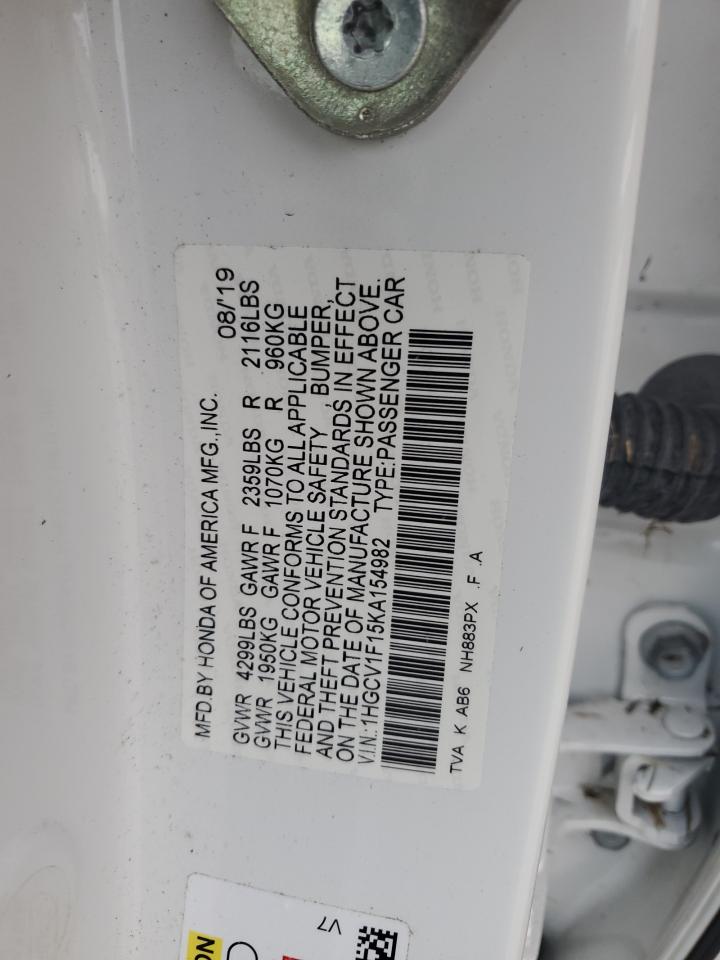 MFD.BY HONDA OF AMERICA MFG.,INC. 08/'19
GVWR 4299LBS GAWR F 2359LBS R 2116LBS
GVWR 1950KG GAWR F 1070KG R 960KG
THIS VEHICLE CONFORMS TO ALL APPLICABLE
FEDERAL MOTOR VEHICLE SAFETY , BUMPER,
AND THEFT PREVENTION STANDARDS IN EFFECT
ON THE DATE OF MANUFACTURE SHOWN ABOVE.
V.I.N.:1HGCV1F15KA154982 TYPE:PASSENGER CAR
TVA K AB6 NH883PX .F .A
V7